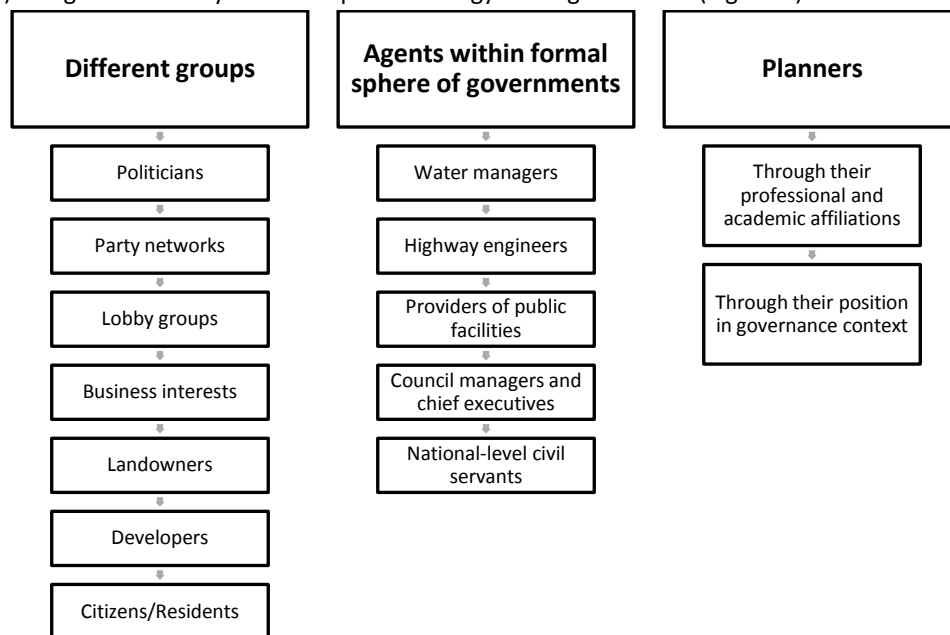 Different groups
Politicians
Party networks
Lobby groups
Business interests
Landowners
Developers
Citizens/Residents
Agents within formal
sphere of governments
Water managers
Highway engineers
Providers of public
facilities
Council managers and
chief executives
National-level civil
servants
Planners
Through their
professional and
academic affiliations
Through their position
in governance context